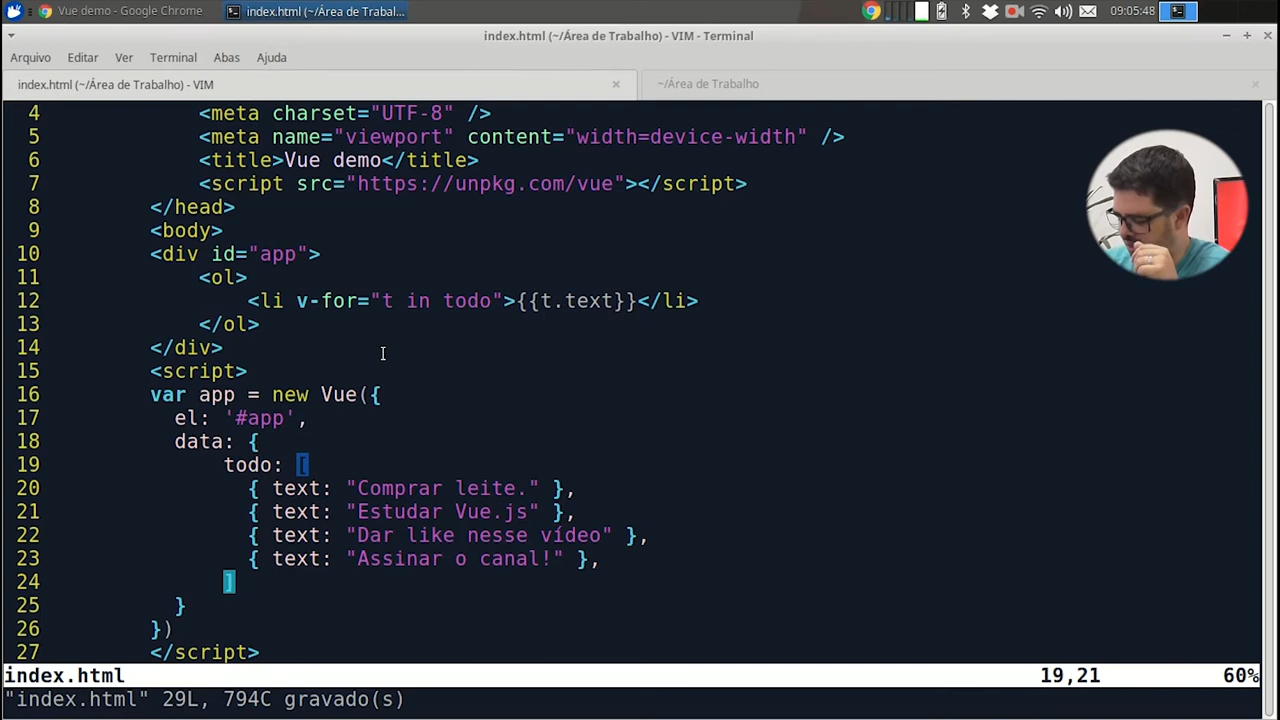 Vue demo - Google Chrome index.html (~/Área de Trabal... 09:05:48
index.html (~/Área de Trabalho) - VIM - Terminal
Arquivo Editar Ver Terminal Abas Ajuda
index.html (~/Área de Trabalho) - VIM ~/Área de Trabalho
4 <meta charset="UTF-8" />
5 <meta name="viewport" content="width=device-width" />
6 <title>Vue demo</title>
7 <script src="https://unpkg.com/vue"></script>
8 </head>
9 <body>
10 <div id="app">
11 <ol>
12 <li v-for="t in todo">{{t.text}}</li>
13 </ol>
14 </div>
15 <script>
16 var app = new Vue({
17 el: '#app',
18 data: {
19 todo: [
20 { text: "Comprar leite." },
21 { text: "Estudar Vue.js" },
22 { text: "Dar like nesse vídeo" },
23 { text: "Assinar o canal!" },
24 ]
25 }
26 })
27 </script>
index.html 19,21 60%
"index.html" 29L, 794C gravado(s)